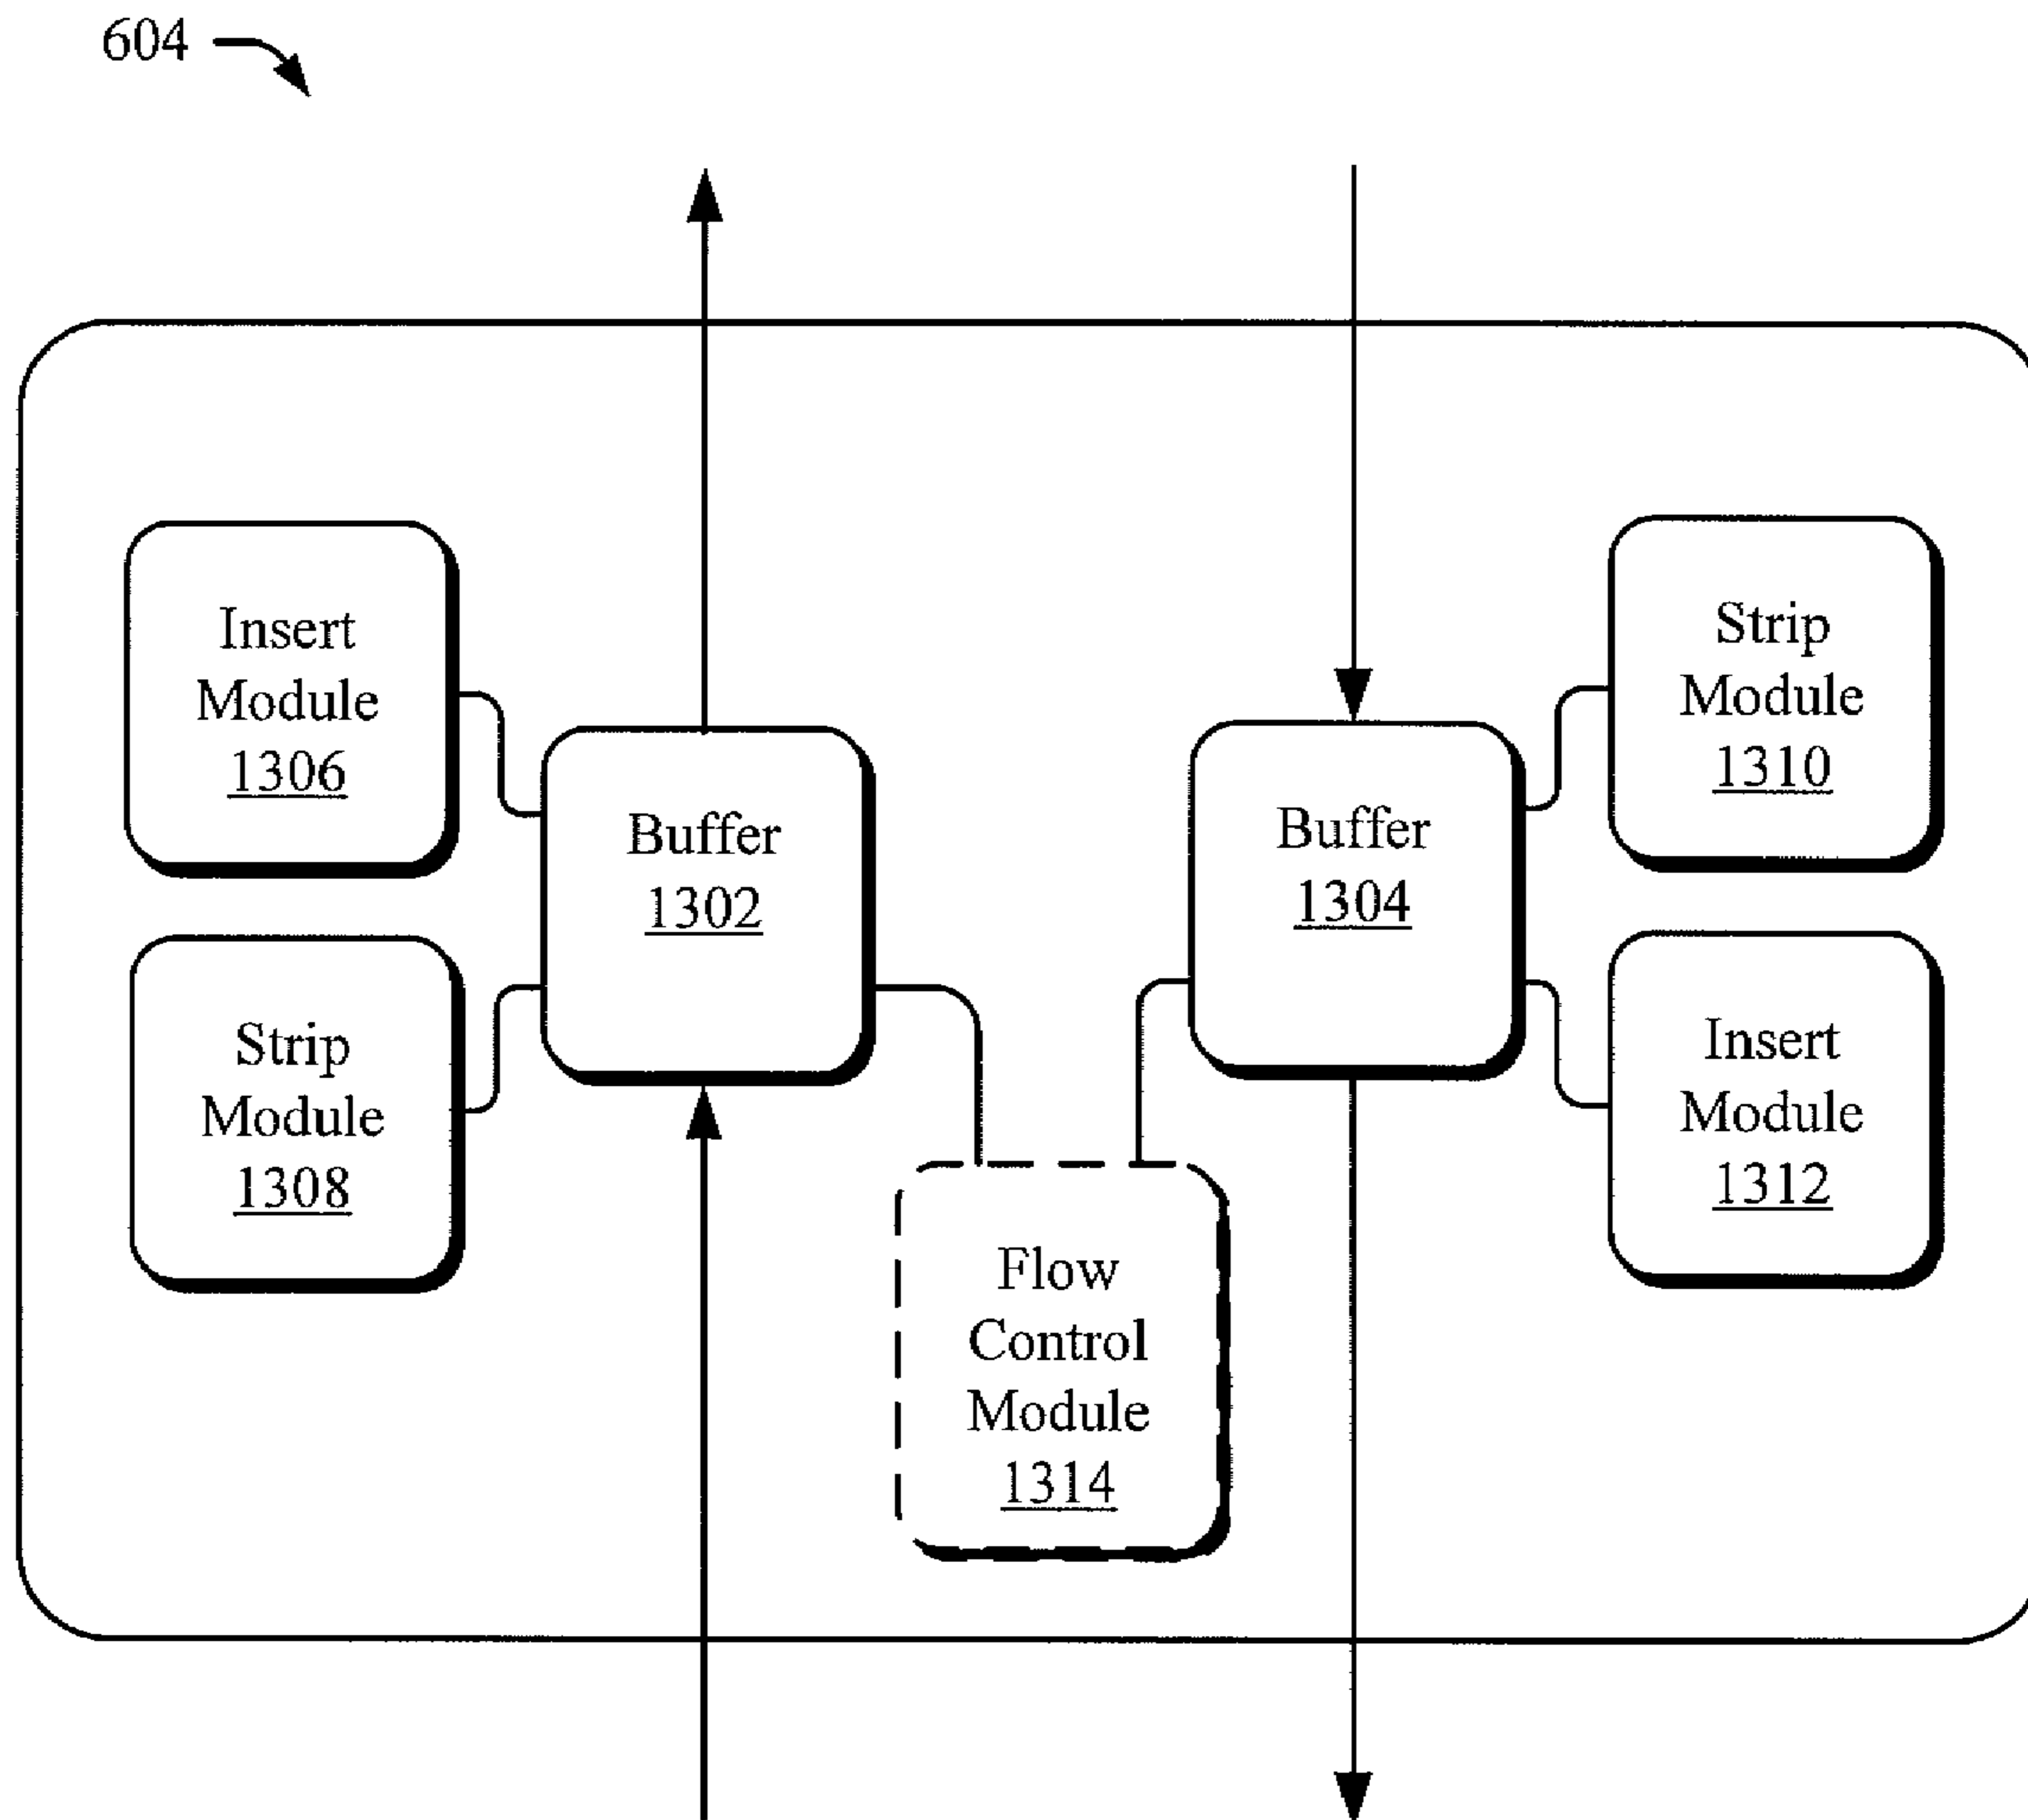 604
Insert
Module
1306
Strip
Module
1308
Buffer
1302
Flow
Control
Module
1314
Buffer
1304
Strip
Module
1310
Insert
Module
1312